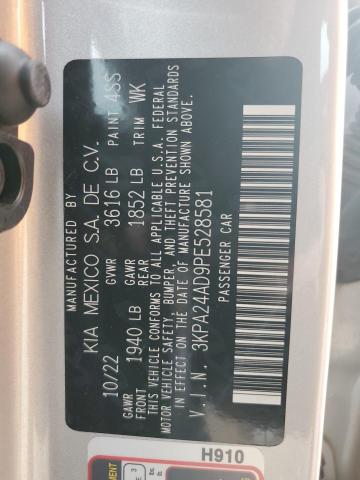 MANUFACTURED BY
KIA MEXICO S.A. DE C.V.
10/22 GVWR 3616 LB PAINT 4SS
GAWR FRONT 1940 LB GAWR REAR 1852 LB TRIM WK
THIS VEHICLE CONFORMS TO ALL APPLICABLE U.S.A. FEDERAL
MOTOR VEHICLE SAFETY, BUMPER, AND THEFT PREVENTION STANDARDS
IN EFFECT ON THE DATE OF MANUFACTURE SHOWN ABOVE.
V.I.N. 3KPA24AD9PE528581
PASSENGER CAR
H910